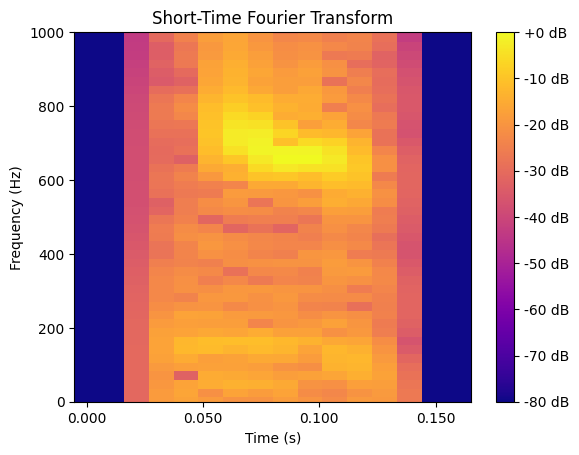 Short-Time Fourier Transform
1000
800
600
400
200
0
Frequency (Hz)
0.000
0.050
0.100
0.150
Time (s)
+0 dB
-10 dB
-20 dB
-30 dB
-40 dB
-50 dB
-60 dB
-70 dB
-80 dB